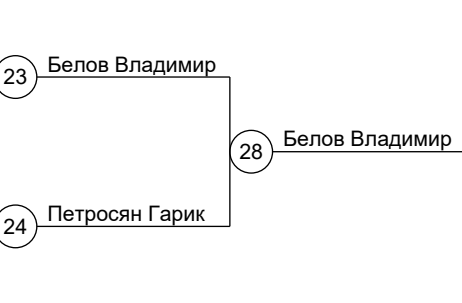 23 Белов Владимир
28 Белов Владимир
24 Петросян Гарик